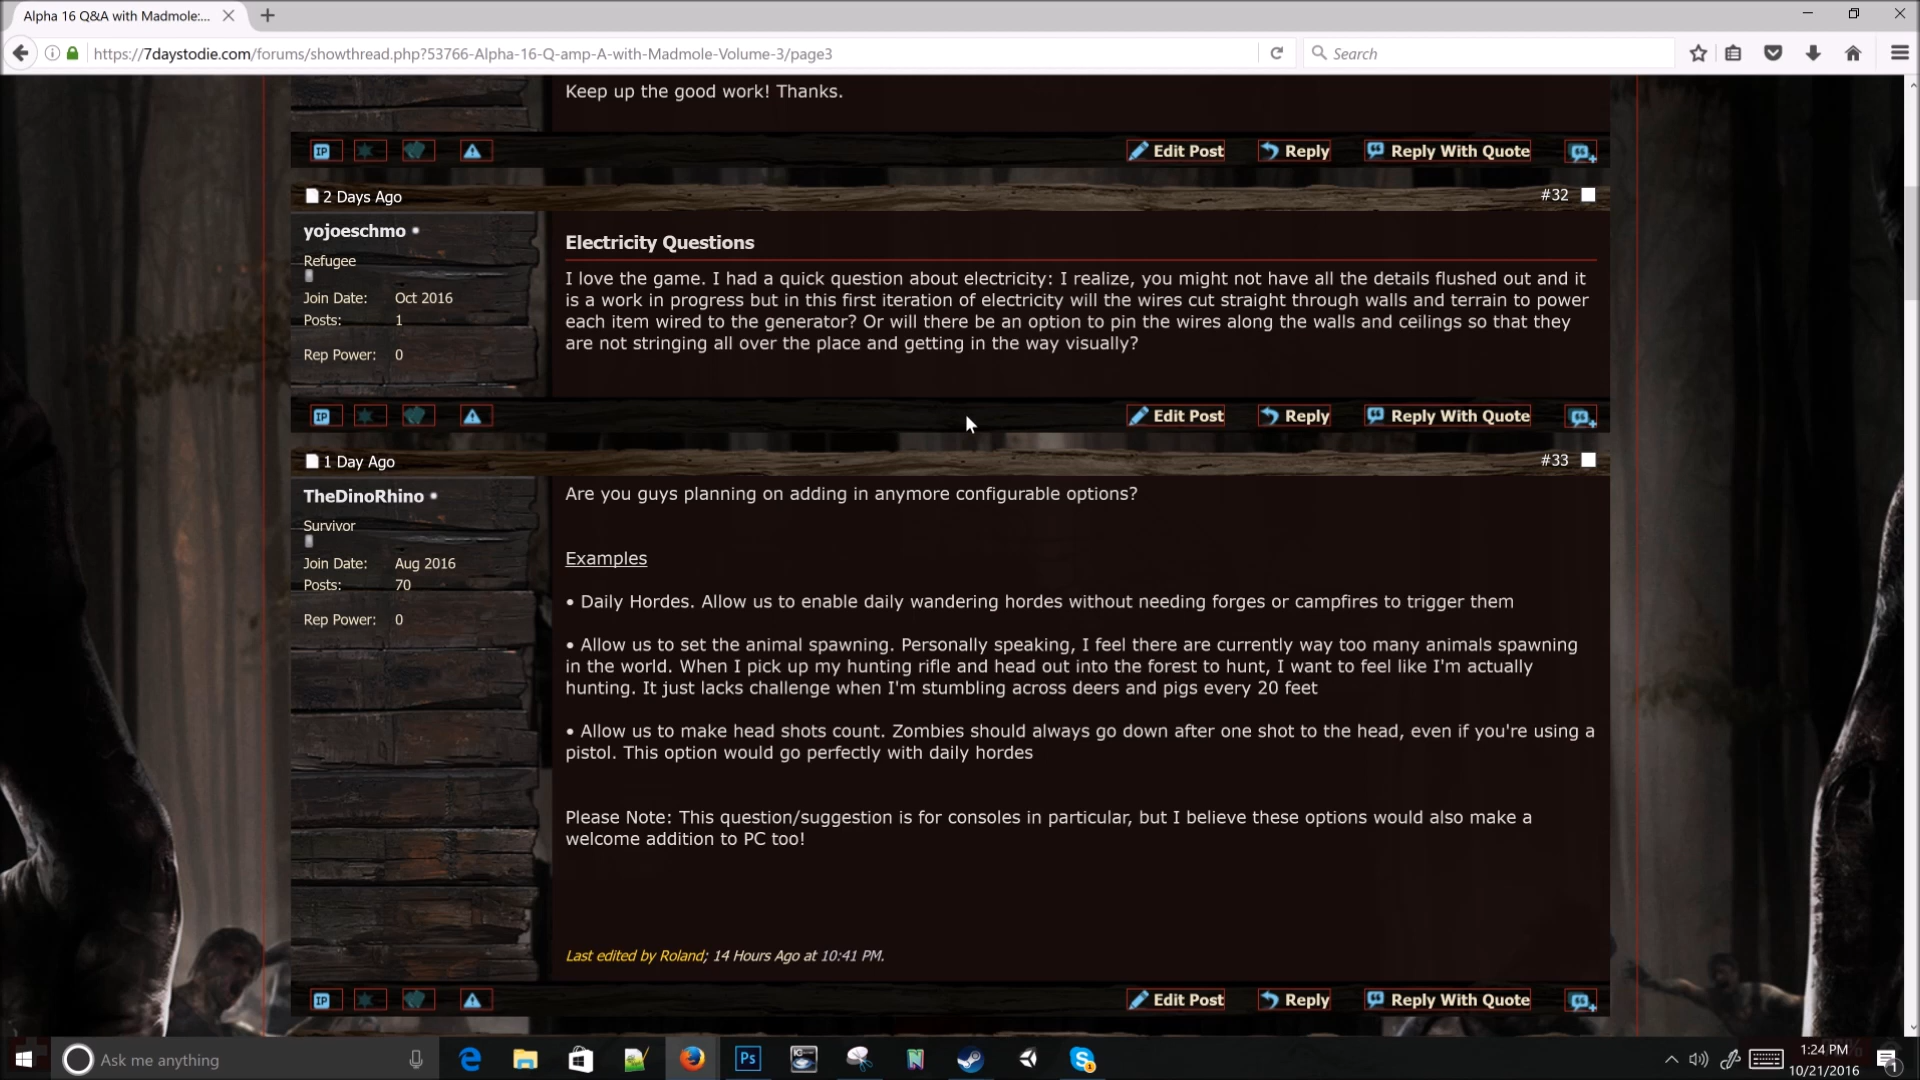 Alpha 16 Q&A with Madmole:...
https://7daystodie.com/forums/showthread.php?53766-Alpha-16-Q-amp-A-with-Madmole-Volume-3/page3
Search
Keep up the good work! Thanks.
IP
Edit Post
Reply
Reply With Quote
2 Days Ago
#32
yojoeschmo
Refugee
Join Date: Oct 2016
Posts: 1
Rep Power: 0
Electricity Questions
I love the game. I had a quick question about electricity: I realize, you might not have all the details flushed out and it
is a work in progress but in this first iteration of electricity will the wires cut straight through walls and terrain to power
each item wired to the generator? Or will there be an option to pin the wires along the walls and ceilings so that they
are not stringing all over the place and getting in the way visually?
IP
Edit Post
Reply
Reply With Quote
1 Day Ago
#33
TheDinoRhino
Survivor
Join Date: Aug 2016
Posts: 70
Rep Power: 0
Are you guys planning on adding in anymore configurable options?
Examples
• Daily Hordes. Allow us to enable daily wandering hordes without needing forges or campfires to trigger them
• Allow us to set the animal spawning. Personally speaking, I feel there are currently way too many animals spawning
in the world. When I pick up my hunting rifle and head out into the forest to hunt, I want to feel like I'm actually
hunting. It just lacks challenge when I'm stumbling across deers and pigs every 20 feet
• Allow us to make head shots count. Zombies should always go down after one shot to the head, even if you're using a
pistol. This option would go perfectly with daily hordes
Please Note: This question/suggestion is for consoles in particular, but I believe these options would also make a
welcome addition to PC too!
Last edited by Roland; 14 Hours Ago at 10:41 PM.
IP
Edit Post
Reply
Reply With Quote
Ask me anything
Ps
1:24 PM
10/21/2016
1